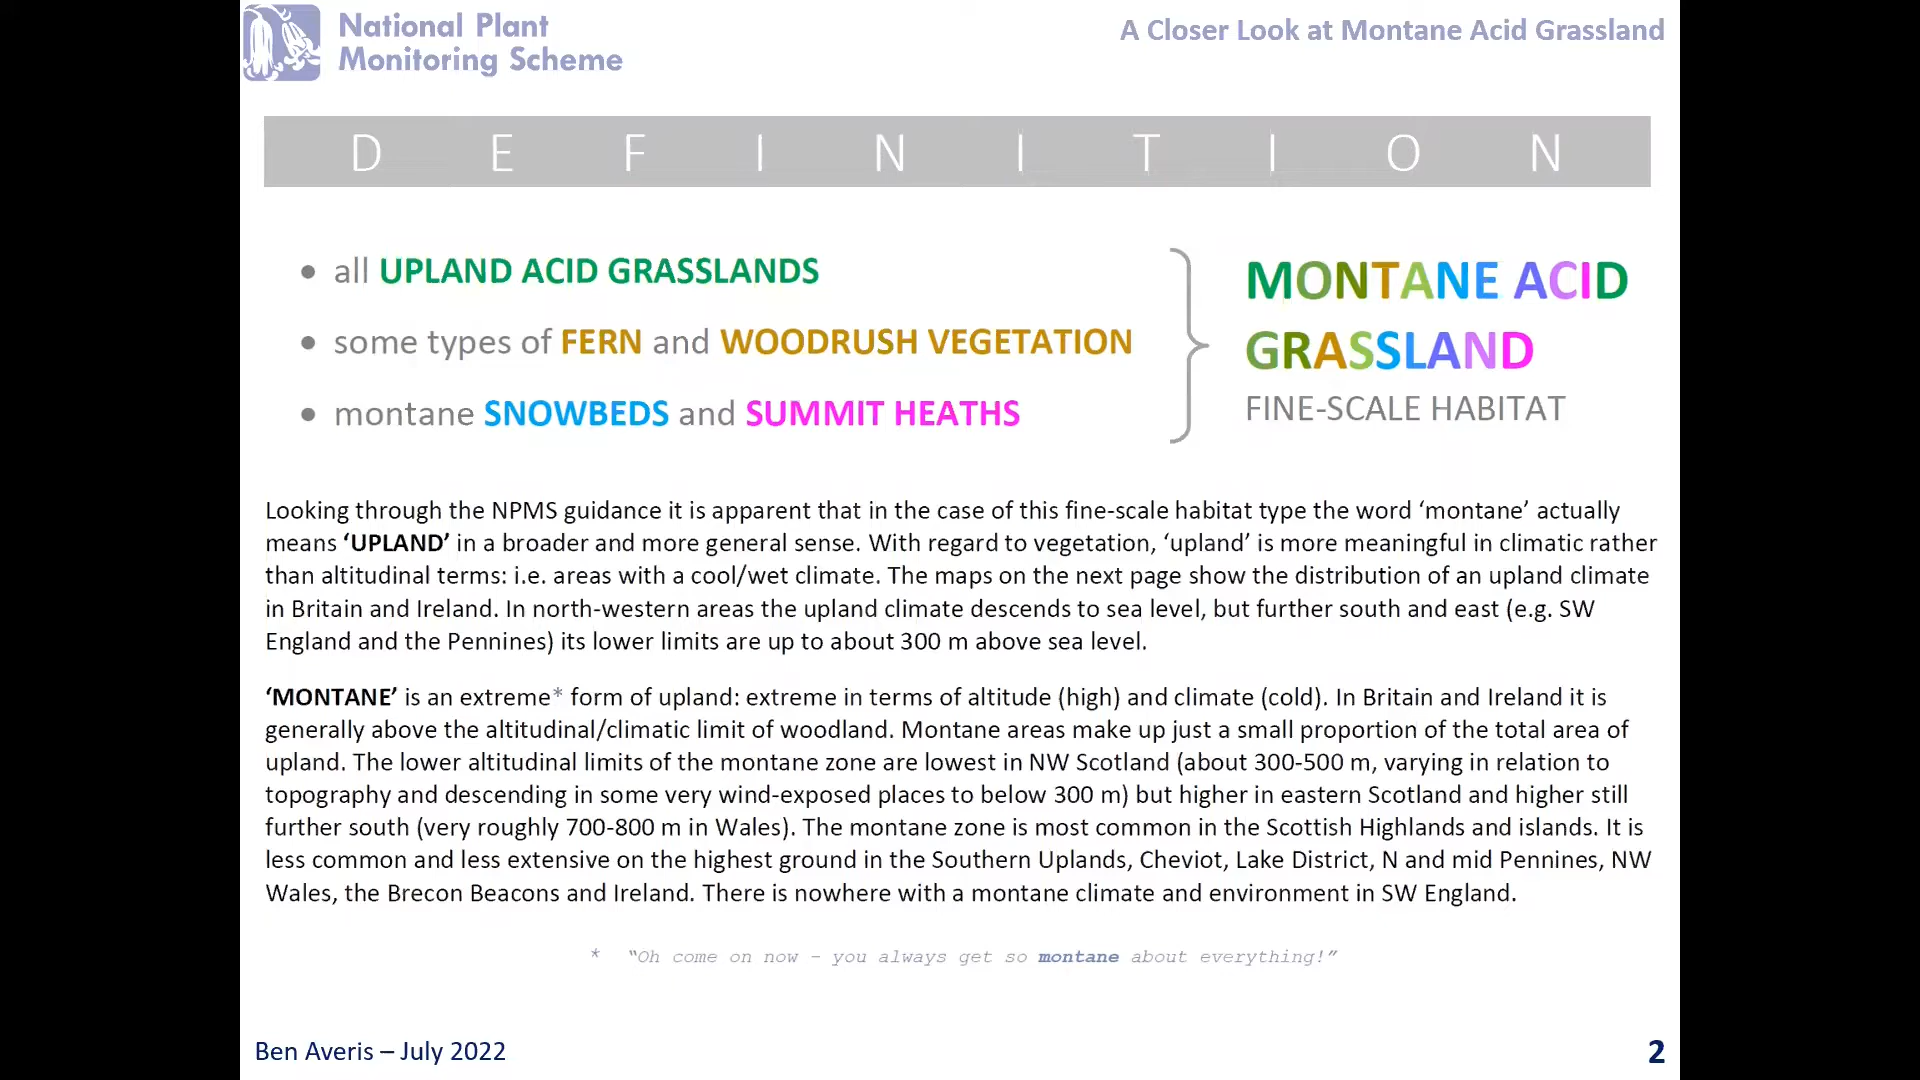 National Plant
Monitoring Scheme
A Closer Look at Montane Acid Grassland
D E F I N I T I O N
• all UPLAND ACID GRASSLANDS
• some types of FERN and WOODRUSH VEGETATION
• montane SNOWBEDS and SUMMIT HEATHS
MONTANE ACID
GRASSLAND
FINE-SCALE HABITAT
Looking through the NPMS guidance it is apparent that in the case of this fine-scale habitat type the word ‘montane’ actually
means ‘UPLAND’ in a broader and more general sense. With regard to vegetation, ‘upland’ is more meaningful in climatic rather
than altitudinal terms: i.e. areas with a cool/wet climate. The maps on the next page show the distribution of an upland climate
in Britain and Ireland. In north-western areas the upland climate descends to sea level, but further south and east (e.g. SW
England and the Pennines) its lower limits are up to about 300 m above sea level.
‘MONTANE’ is an extreme* form of upland: extreme in terms of altitude (high) and climate (cold). In Britain and Ireland it is
generally above the altitudinal/climatic limit of woodland. Montane areas make up just a small proportion of the total area of
upland. The lower altitudinal limits of the montane zone are lowest in NW Scotland (about 300-500 m, varying in relation to
topography and descending in some very wind-exposed places to below 300 m) but higher in eastern Scotland and higher still
further south (very roughly 700-800 m in Wales). The montane zone is most common in the Scottish Highlands and islands. It is
less common and less extensive on the highest ground in the Southern Uplands, Cheviot, Lake District, N and mid Pennines, NW
Wales, the Brecon Beacons and Ireland. There is nowhere with a montane climate and environment in SW England.
* “Oh come on now – you always get so montane about everything!”
Ben Averis – July 2022
2